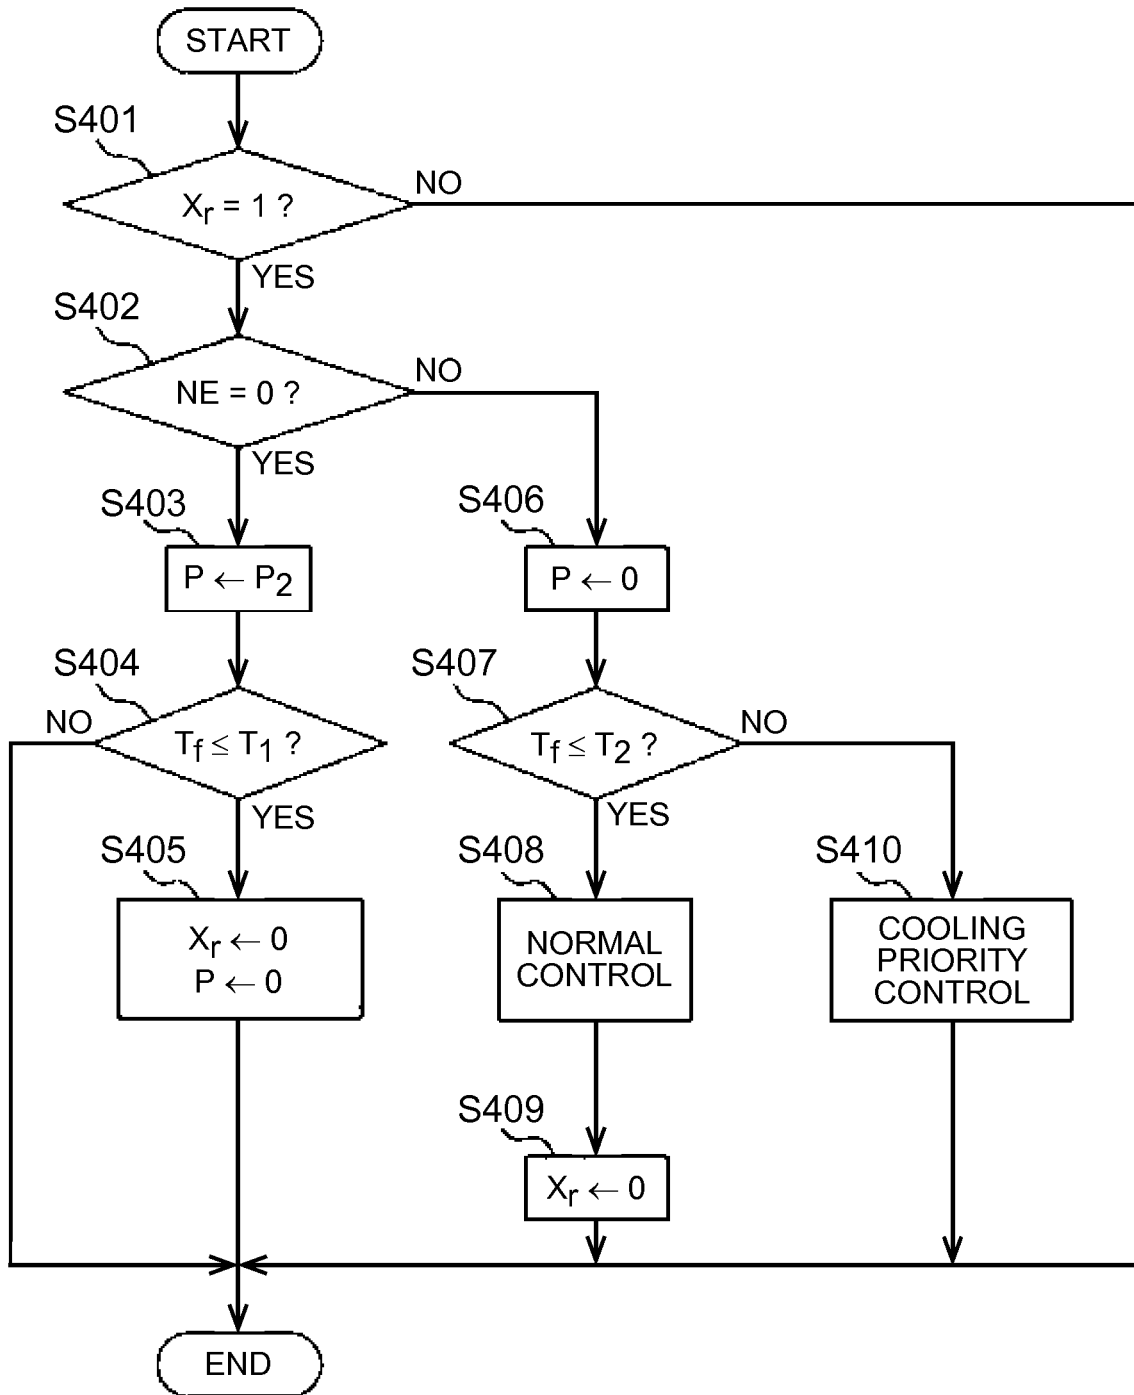 START
S401
Xr = 1 ?
NO
YES
S402
NE = 0 ?
NO
YES
S403
P ← P2
S406
P ← 0
S404
NO
Tf ≤ T1 ?
YES
S407
Tf ≤ T2 ?
NO
YES
S405
Xr ← 0
P ← 0
S408
NORMAL
CONTROL
S410
COOLING
PRIORITY
CONTROL
S409
Xr ← 0
END